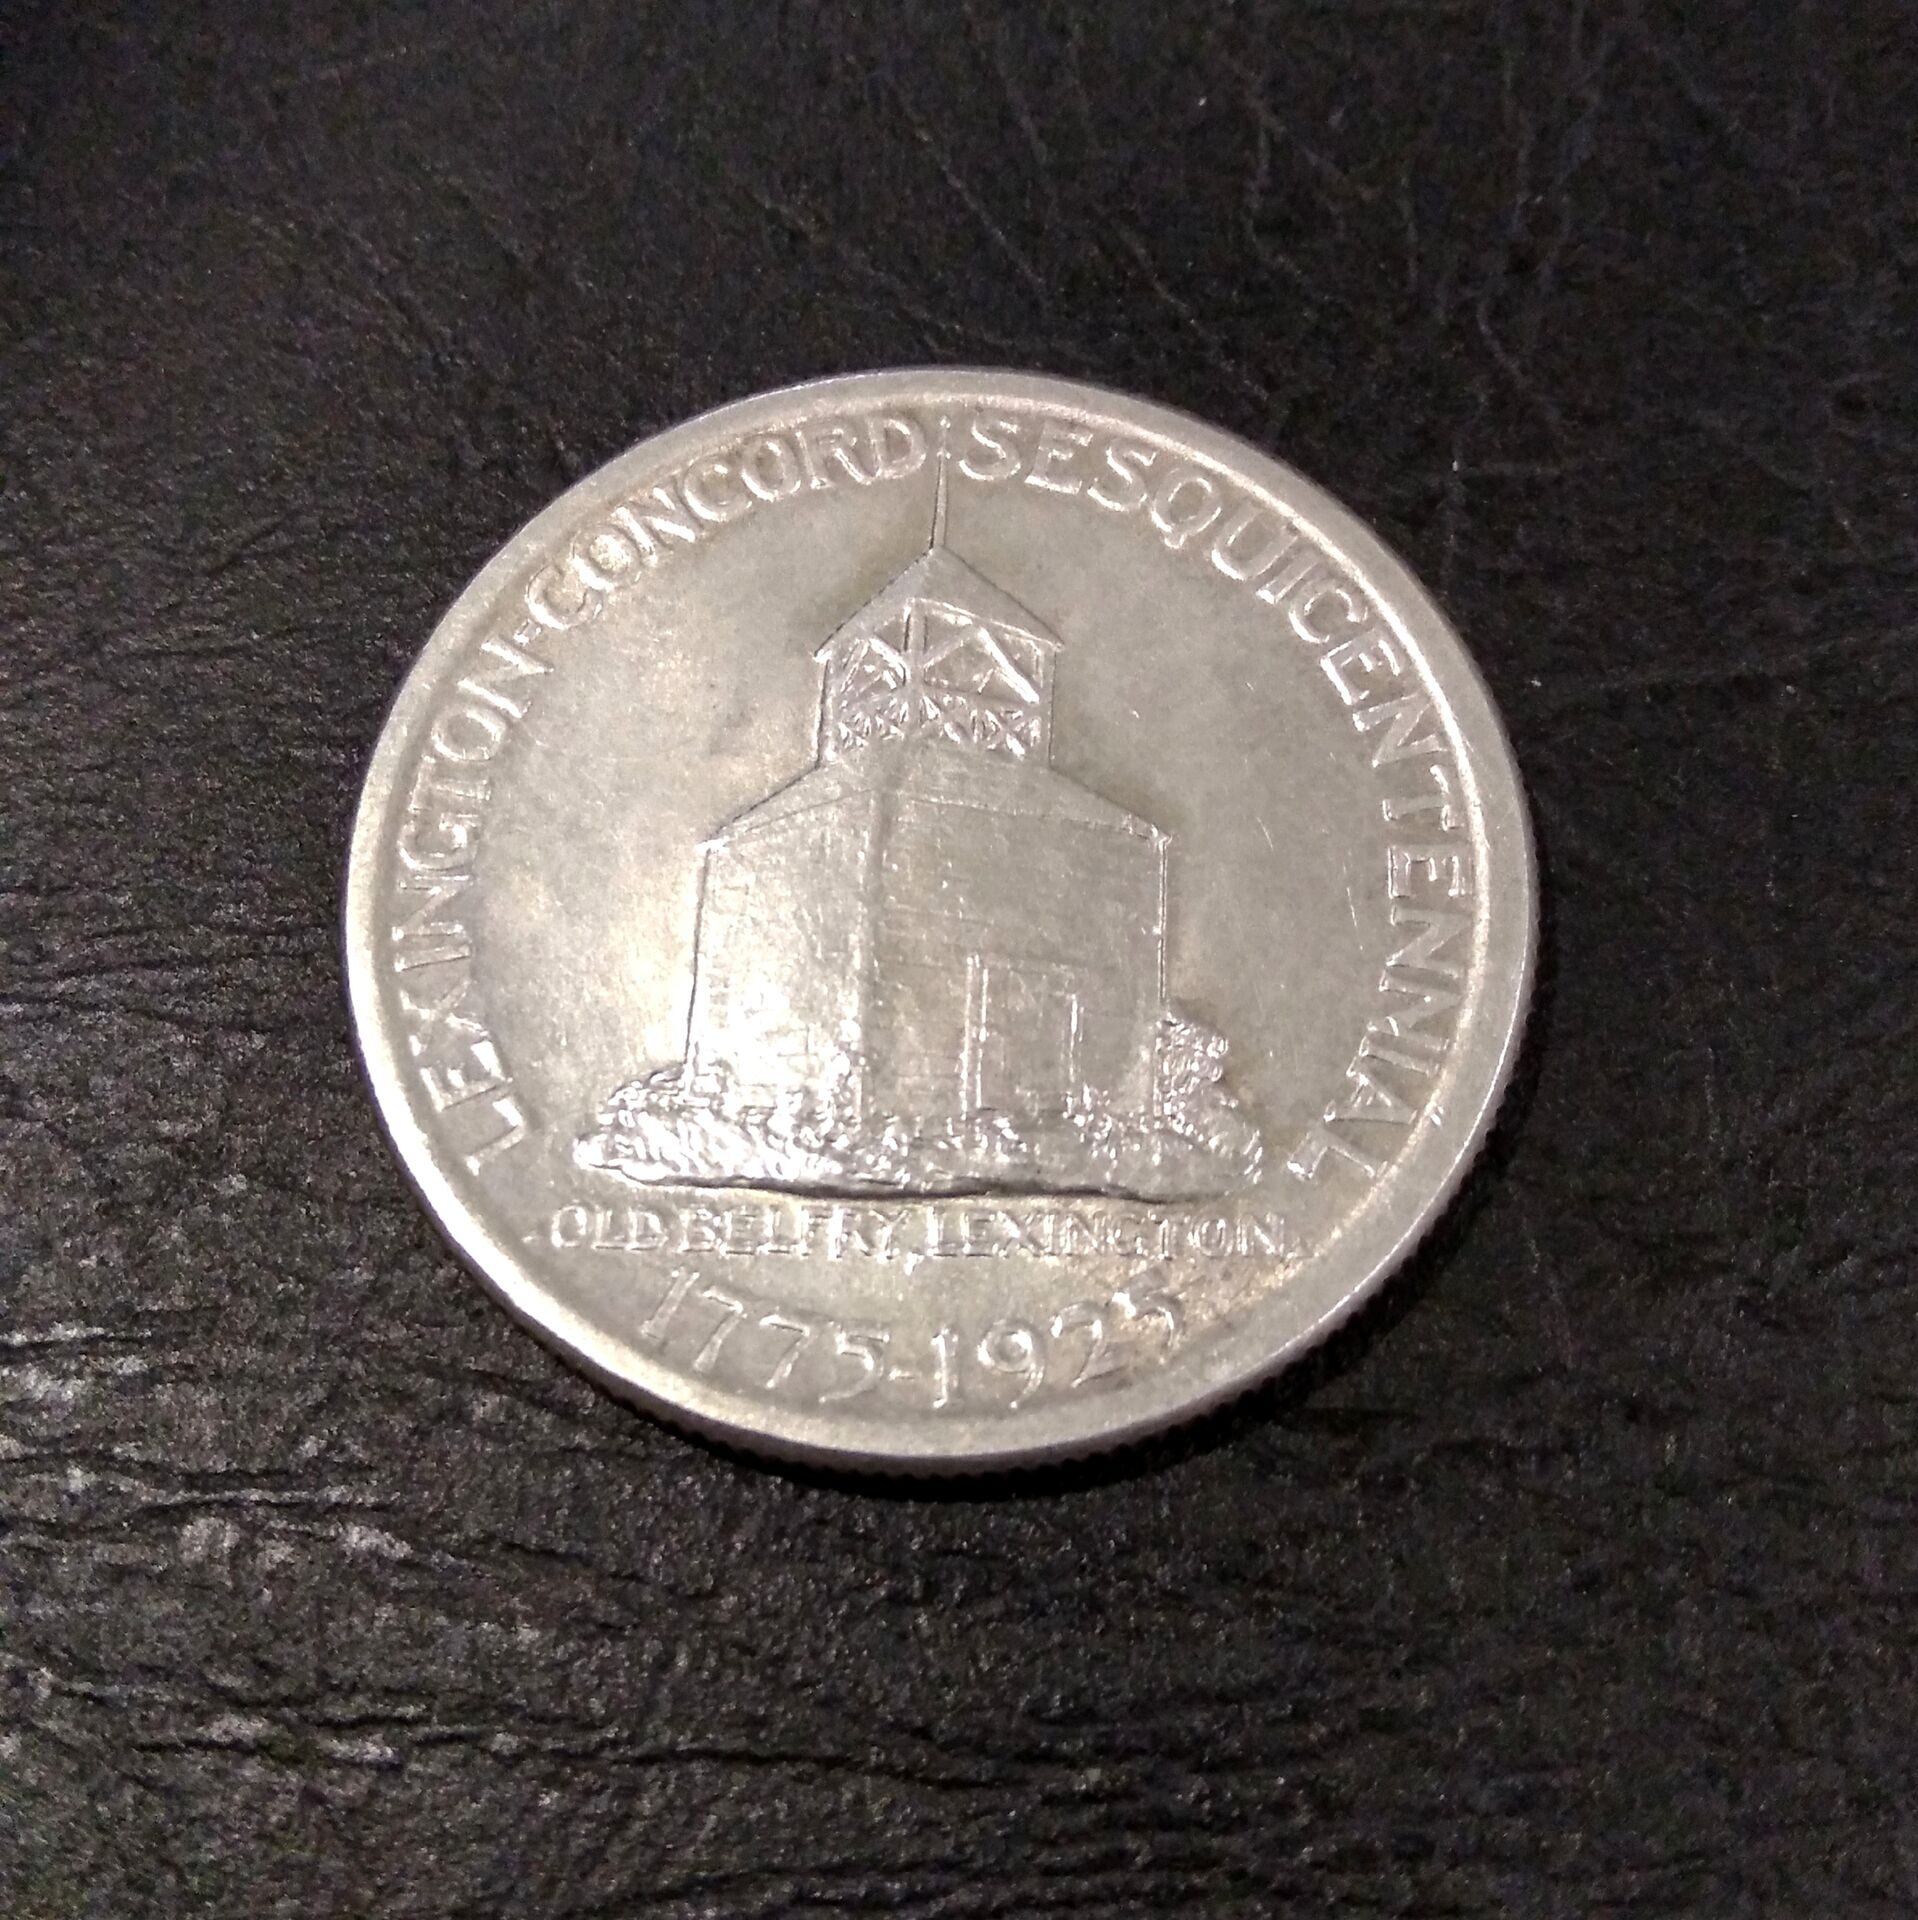 LEXINGTON-CONCORD:SESQUICENTENNIAL
·OLD BELFRY, LEXINGTON·
1775-1925